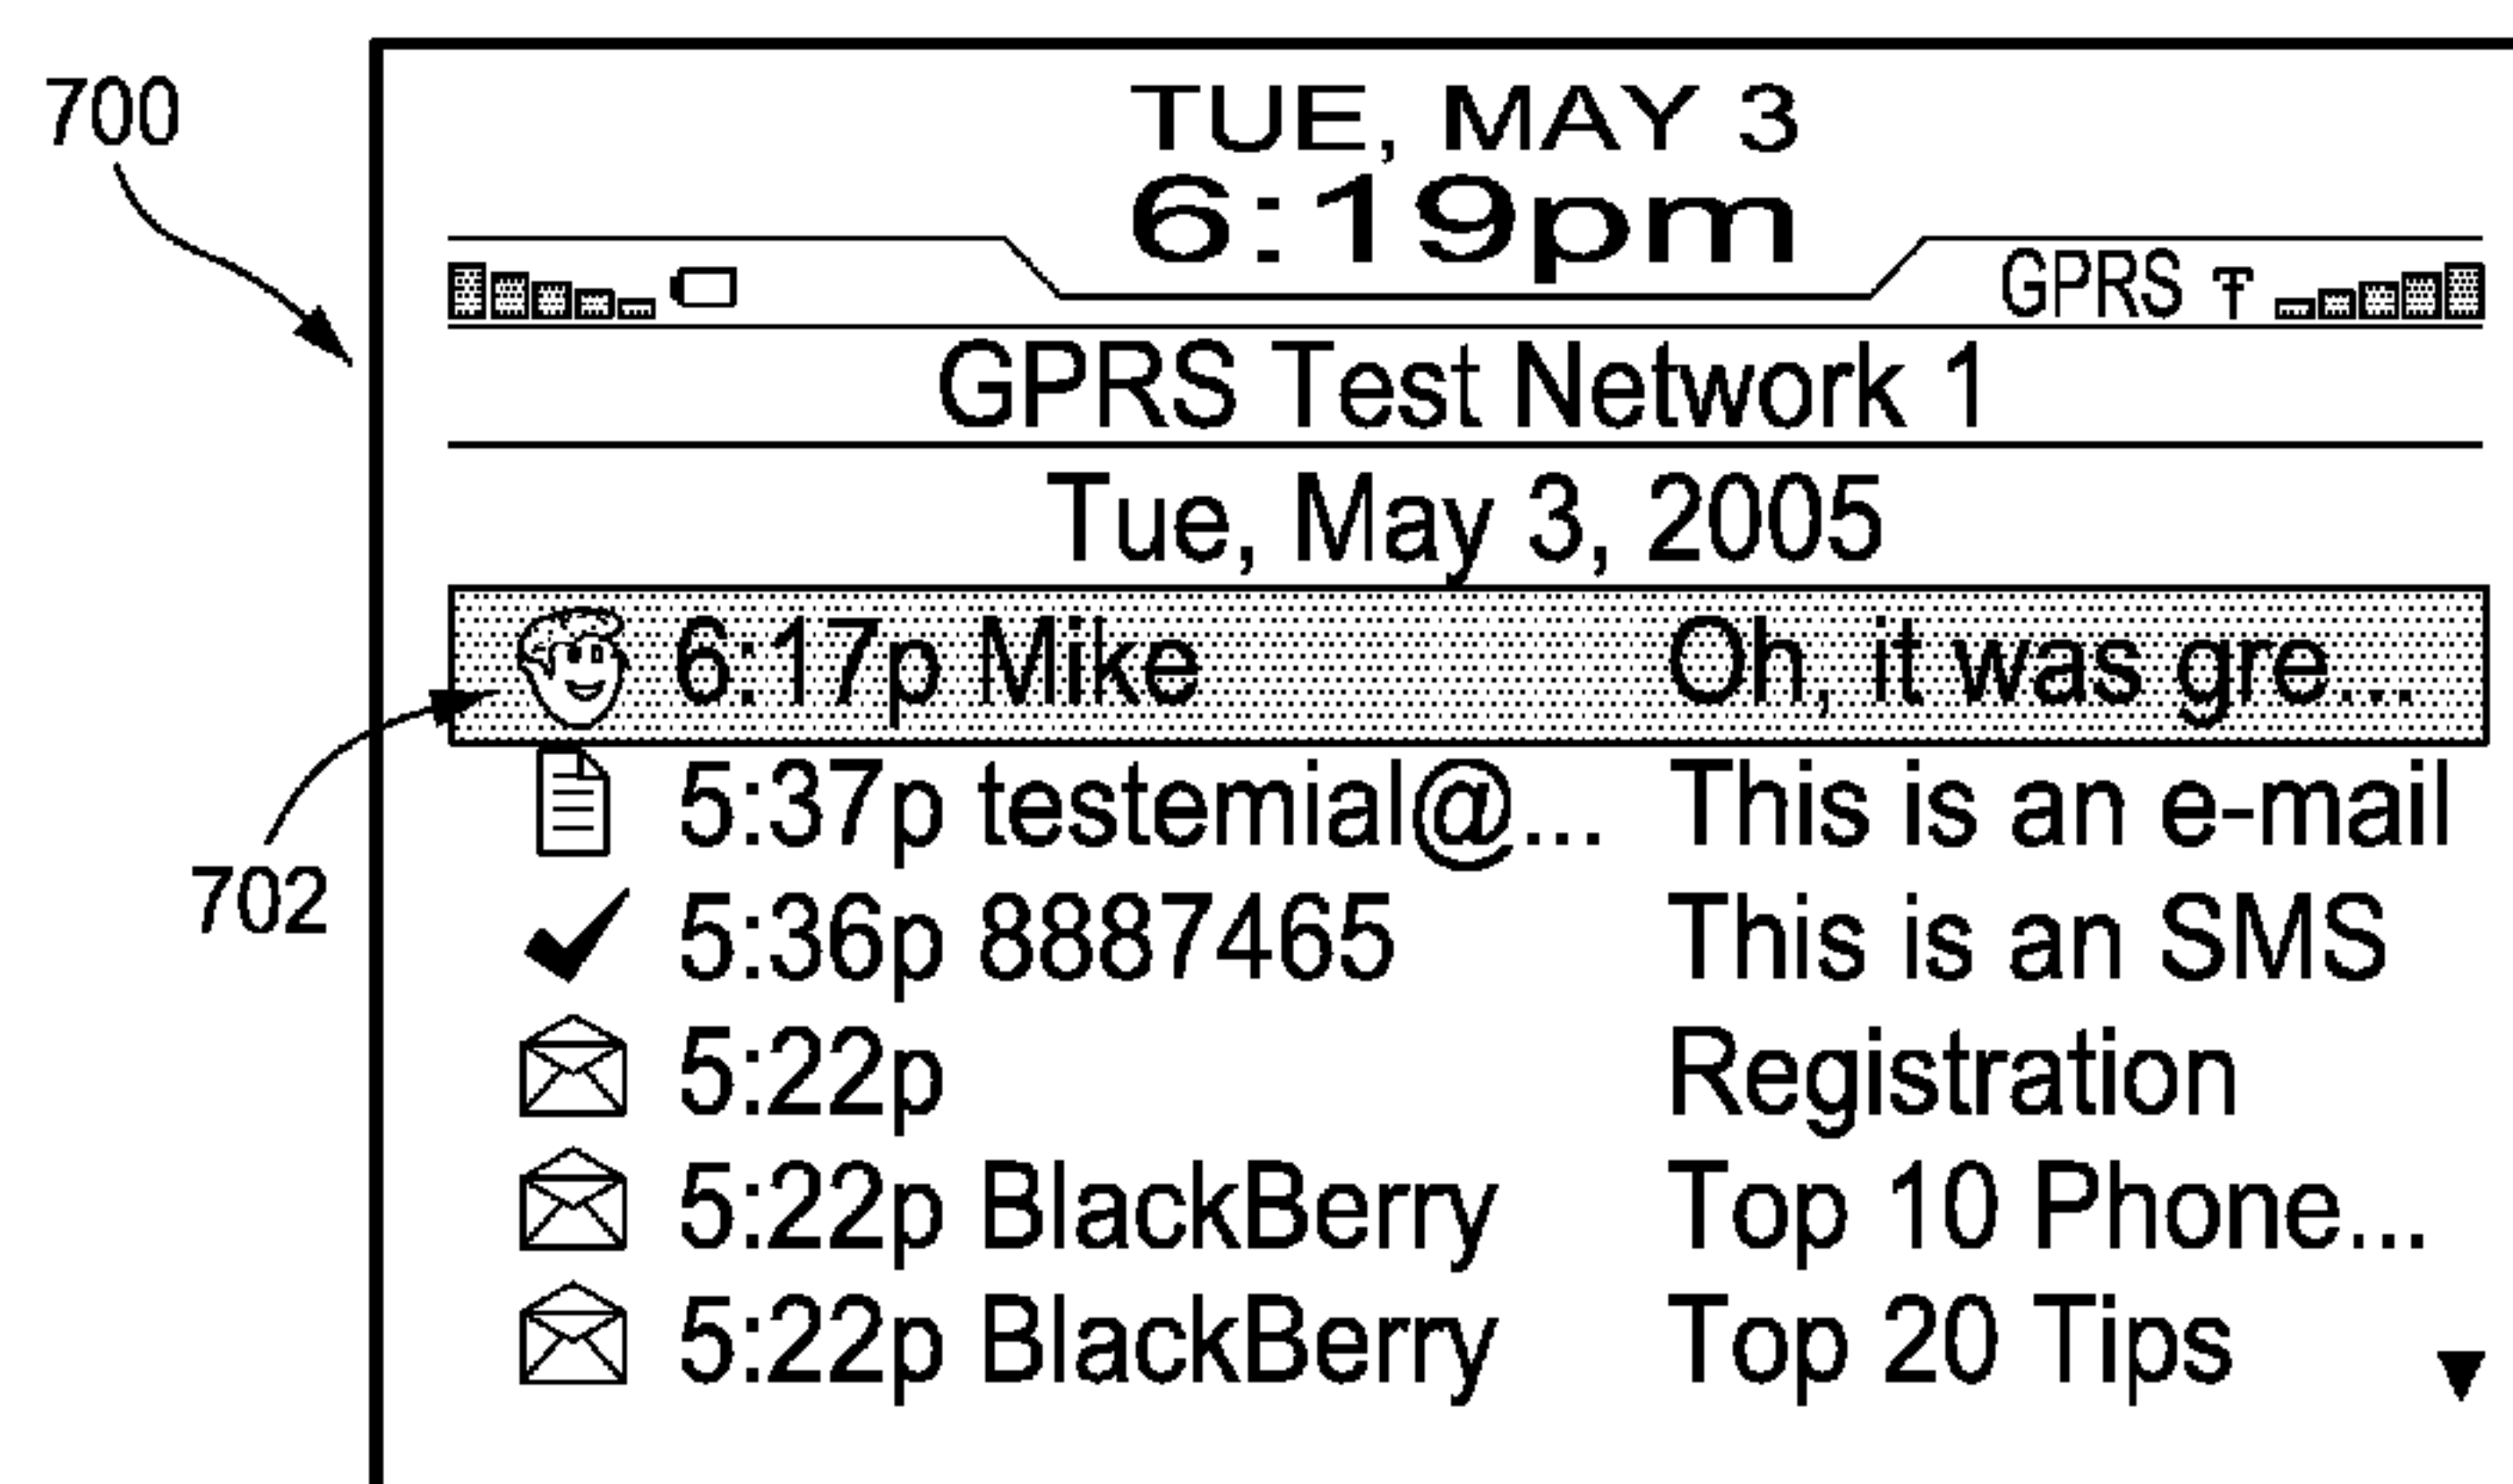 700
TUE, MAY 3
6:19pm
GPRS
GPRS Test Network 1
Tue, May 3, 2005
6:17p Mike Oh, it was gre...
702
5:37p testemial@... This is an e-mail
5:36p 8887465 This is an SMS
5:22p Registration
5:22p BlackBerry Top 10 Phone...
5:22p BlackBerry Top 20 Tips